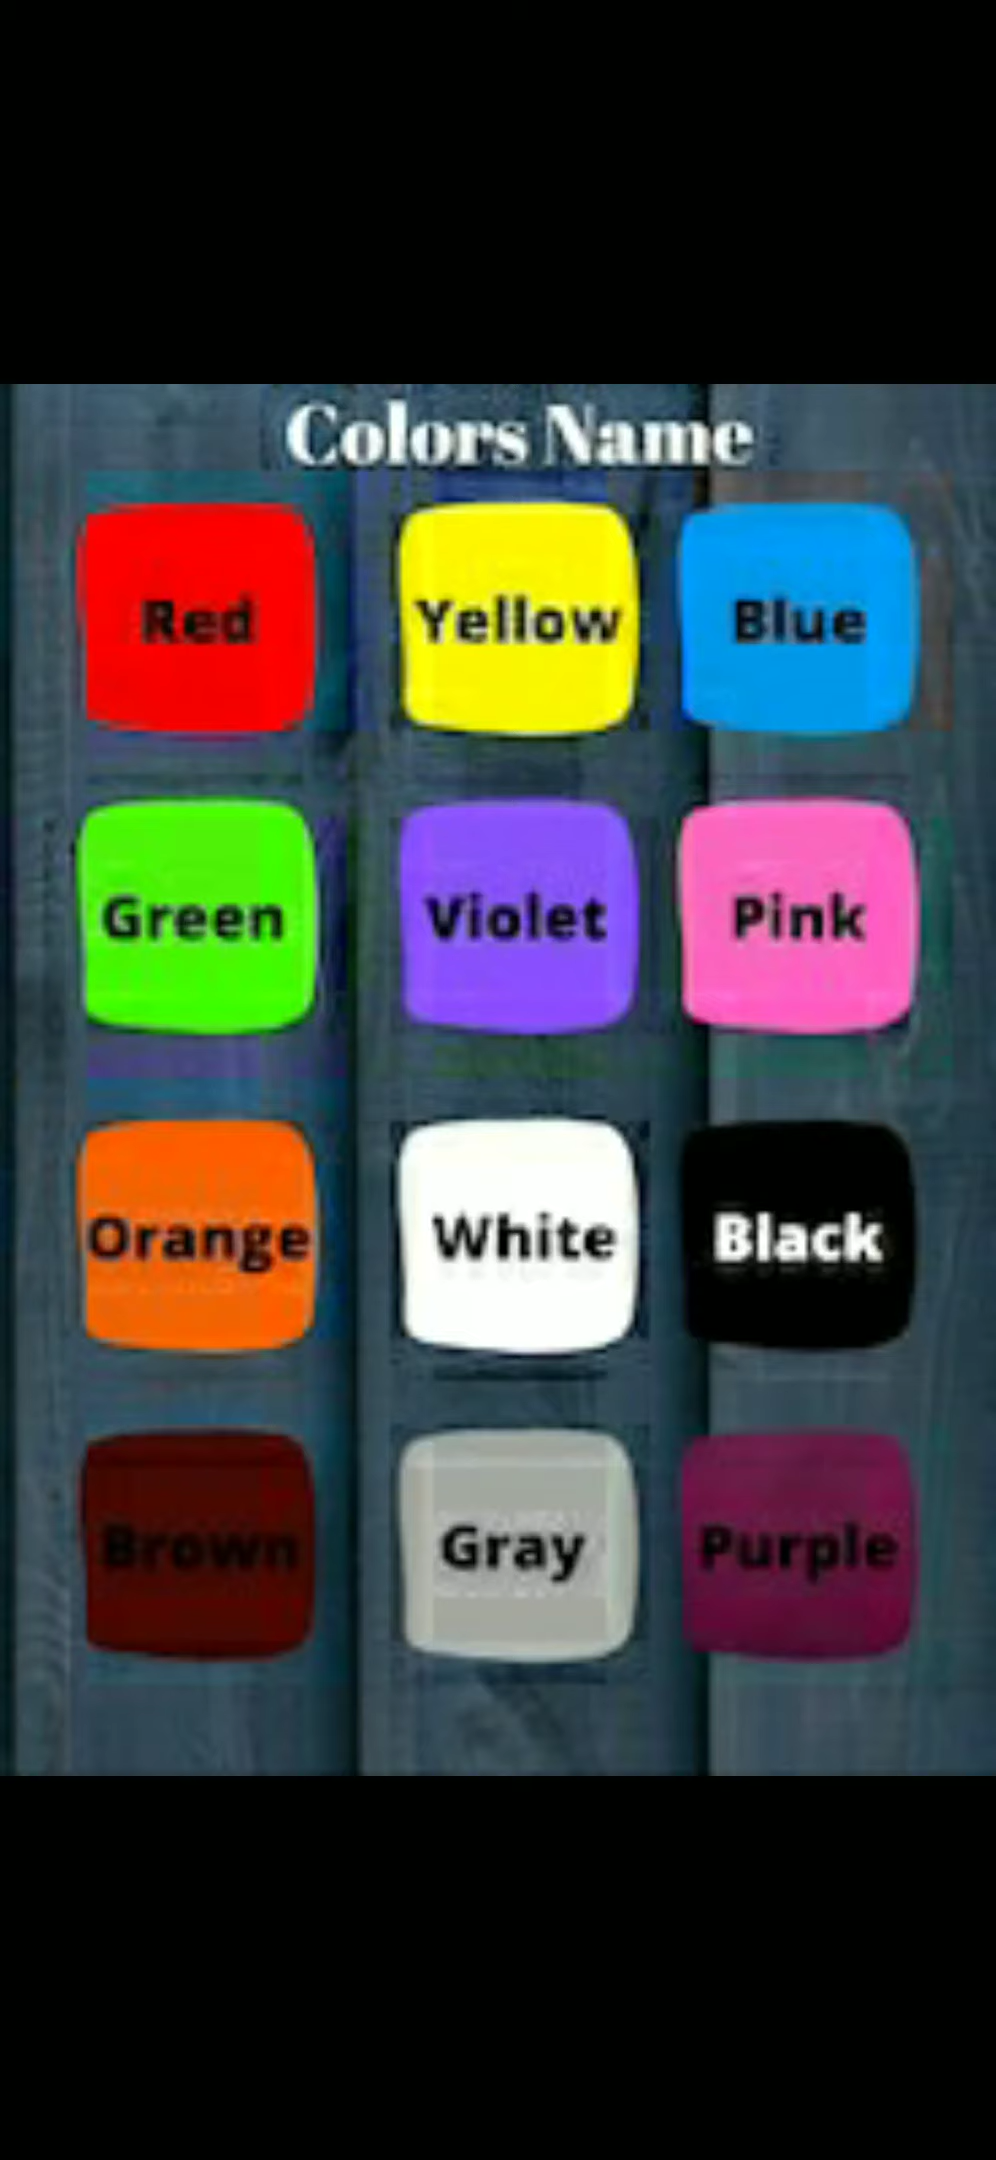 Colors Name
Red Yellow Blue
Green Violet Pink
Orange White Black
Brown Gray Purple